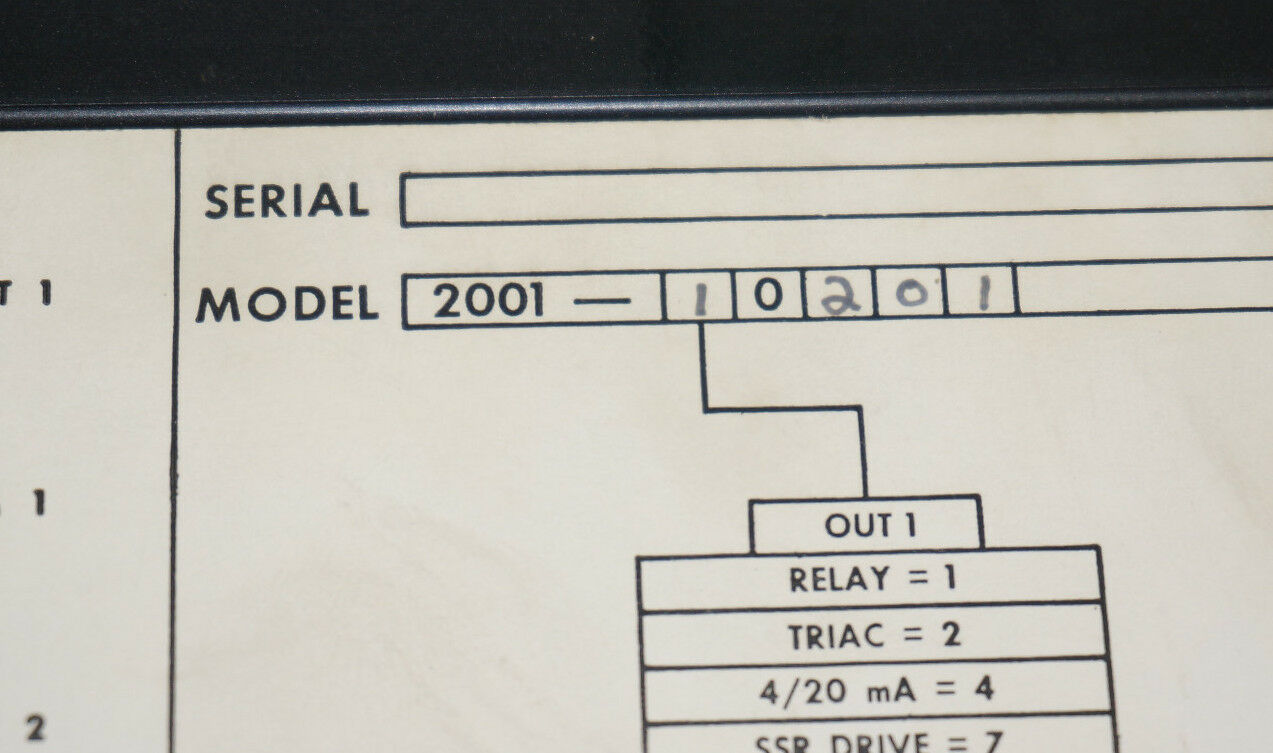 SERIAL
MODEL 2001 — 1 0 2 0 1
T 1
1
2
OUT 1
RELAY = 1
TRIAC = 2
4/20 mA = 4
SSR DRIVE = 7